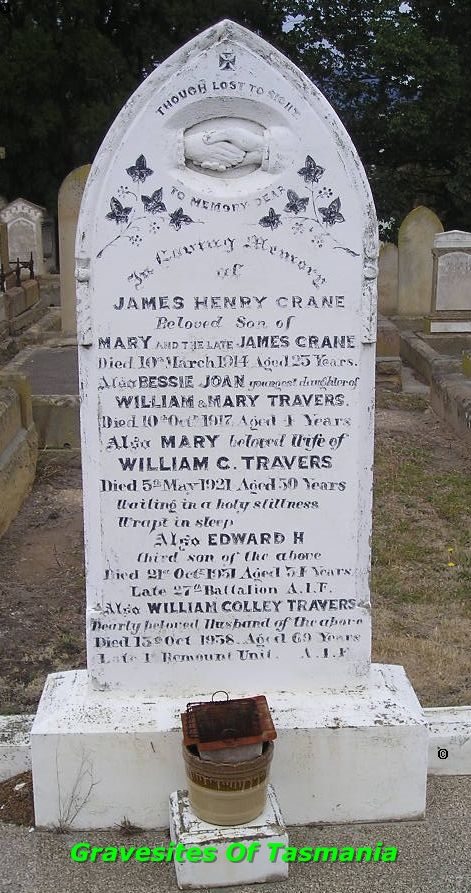 THOUGH LOST TO SIGHT
TO MEMORY DEAR
In Loving Memory
of
JAMES HENRY CRANE
Beloved Son of
MARY AND THE LATE JAMES CRANE
Died 10th March 1914 Aged 25 Years.
Also BESSIE JOAN youngest daughter of
WILLIAM & MARY TRAVERS.
Died 10th Octr 1917 Aged 4 Years
Also MARY beloved Wife of
WILLIAM C. TRAVERS
Died 5th May 1921 Aged 50 Years
Waiting in a holy stillness
Wrapt in sleep
Also EDWARD H
third son of the above
Died 21st Octr 1931 Aged 34 Years
Late 27th Battalion A.I.F.
Also WILLIAM COLLEY TRAVERS
Dearly beloved Husband of the above
Died 13th Oct 1938. Aged 69 Years
Late 1st Remount Unit. A.I.F
Gravesites Of Tasmania